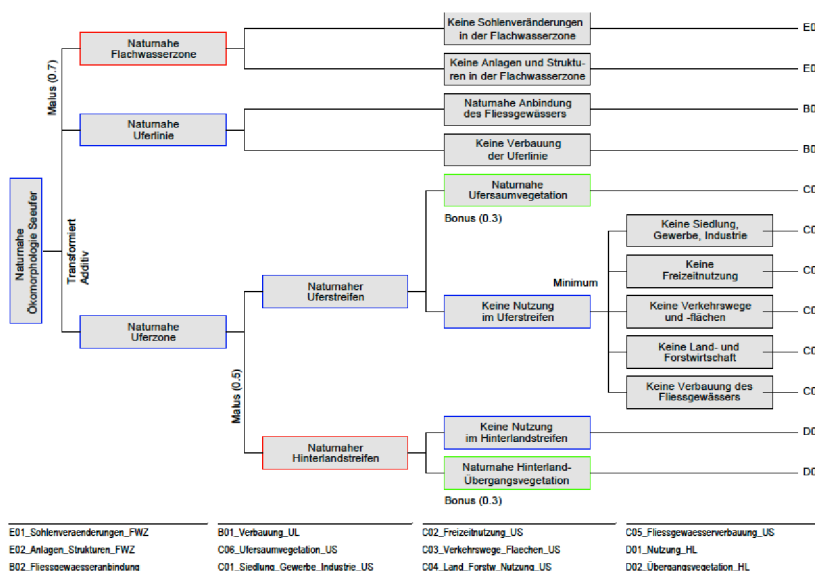 Keine Sohlenveränderungen
in der Flachwasserzone
Naturnahe
Flachwasserzone
Keine Anlagen und Struktu-
ren in der Flachwasserzone
Malus (0.7)
Naturnahe Anbindung
des Fliessgewässers
Naturnahe
Uferlinie
Keine Verbauung
der Uferlinie
Naturnahe
Ufersaumvegetation
Bonus (0.3)
Naturnahe
Ökomorphologie Seeufer
Transformiert
Additiv
Keine Siedlung,
Gewerbe, Industrie
Keine
Freizeitnutzung
Minimum
Naturnaher
Uferstreifen
Keine Nutzung
im Uferstreifen
Keine Verkehrswege
und -flächen
Naturnahe
Uferzone
Keine Land- und
Forstwirtschaft
Keine Verbauung des
Fliessgewässers
Malus (0.5)
Keine Nutzung
im Hinterlandstreifen
Naturnaher
Hinterlandstreifen
Naturnahe Hinterland-
Übergangsvegetation
Bonus (0.3)
E01_Sohlenveraenderungen_FWZ
E02_Anlagen_Strukturen_FWZ
B02_Fliessgewaesseranbindung
B01_Verbauung_UL
C06_Ufersaumvegetation_US
C01_Siedlung_Gewerbe_Industrie_US
C02_Freizeitnutzung_US
C03_Verkehrswege_Flaechen_US
C04_Land_Forstw_Nutzung_US
C05_Fliessgewaesserverbauung_US
D01_Nutzung_HL
D02_Übergangsvegetation_HL